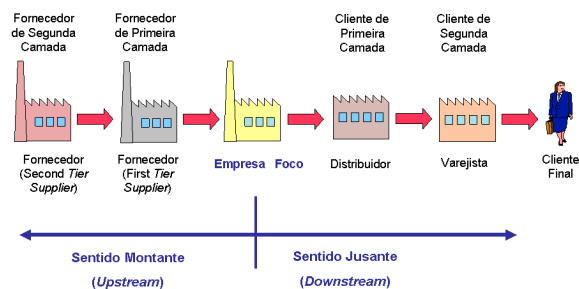 Fornecedor
de Segunda
Camada
Fornecedor
de Primeira
Camada
Cliente de
Primeira
Camada
Cliente de
Segunda
Camada
Fornecedor
(Second Tier
Supplier)
Fornecedor
(First Tier
Supplier)
Empresa Foco
Distribuidor
Varejista
Cliente
Final
Sentido Montante
(Upstream)
Sentido Jusante
(Downstream)